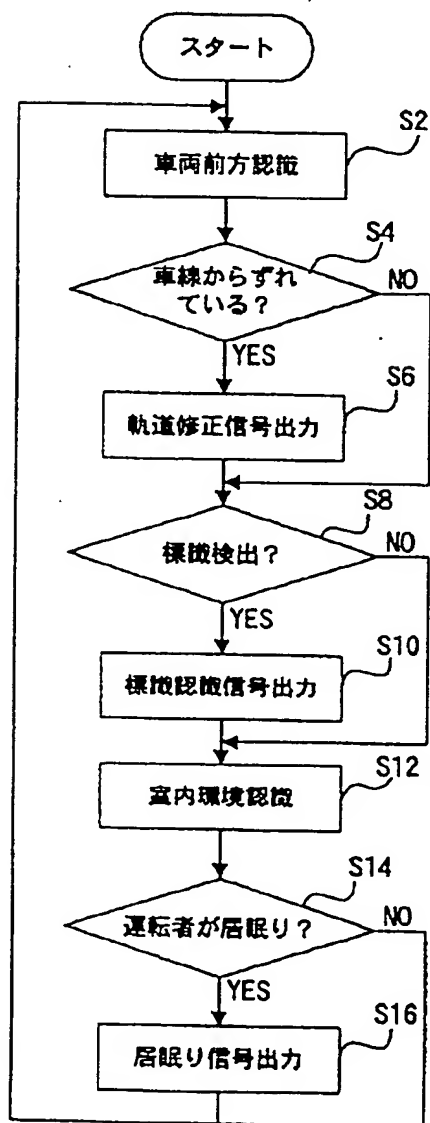 スタート
S2
車両前方認識
S4
車線からずれ
ている？
NO
YES
S6
軌道修正信号出力
S8
標識検出？
NO
YES
S10
標識認識信号出力
S12
室内環境認識
S14
運転者が居眠り？
NO
YES
S16
居眠り信号出力